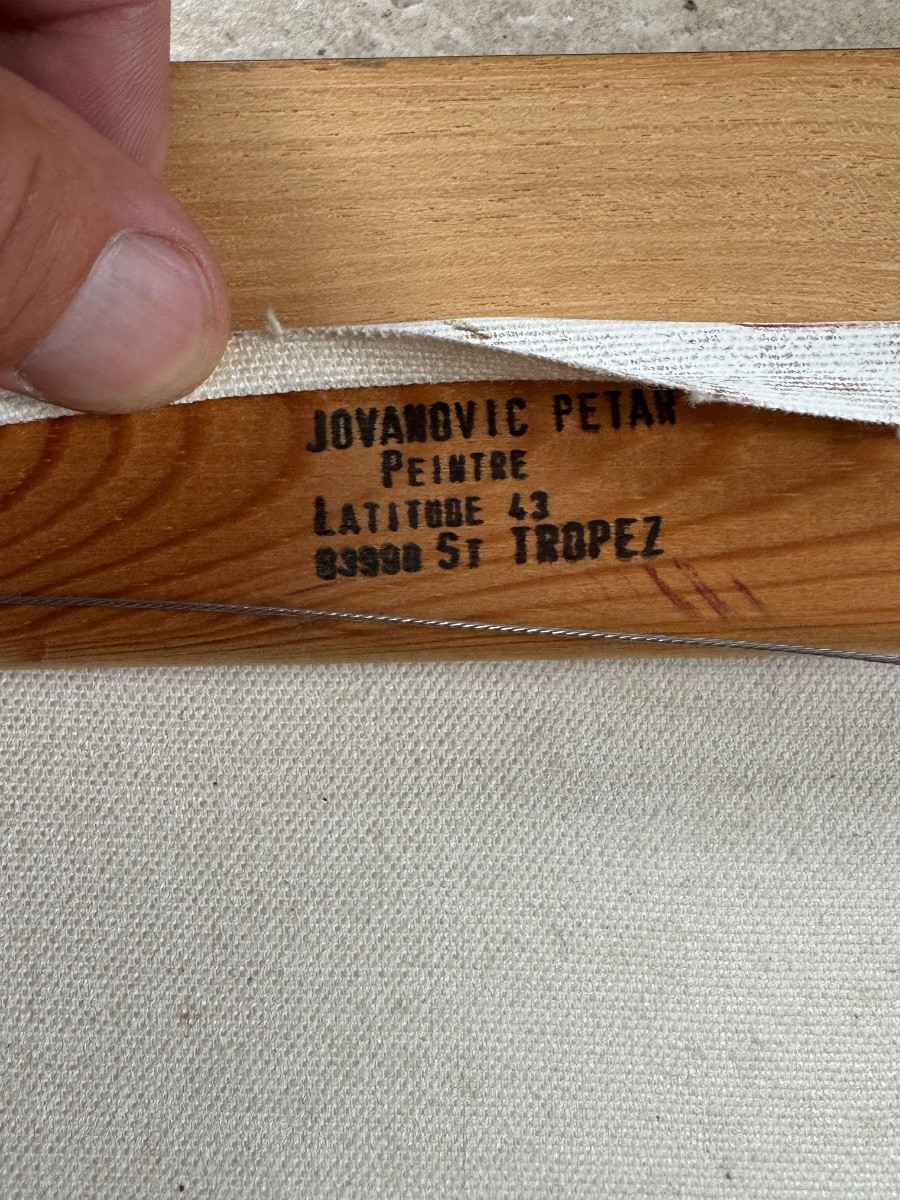 JOVANOVIC PETAR
PEINTRE
LATITUDE 43
83990 ST TROPEZ